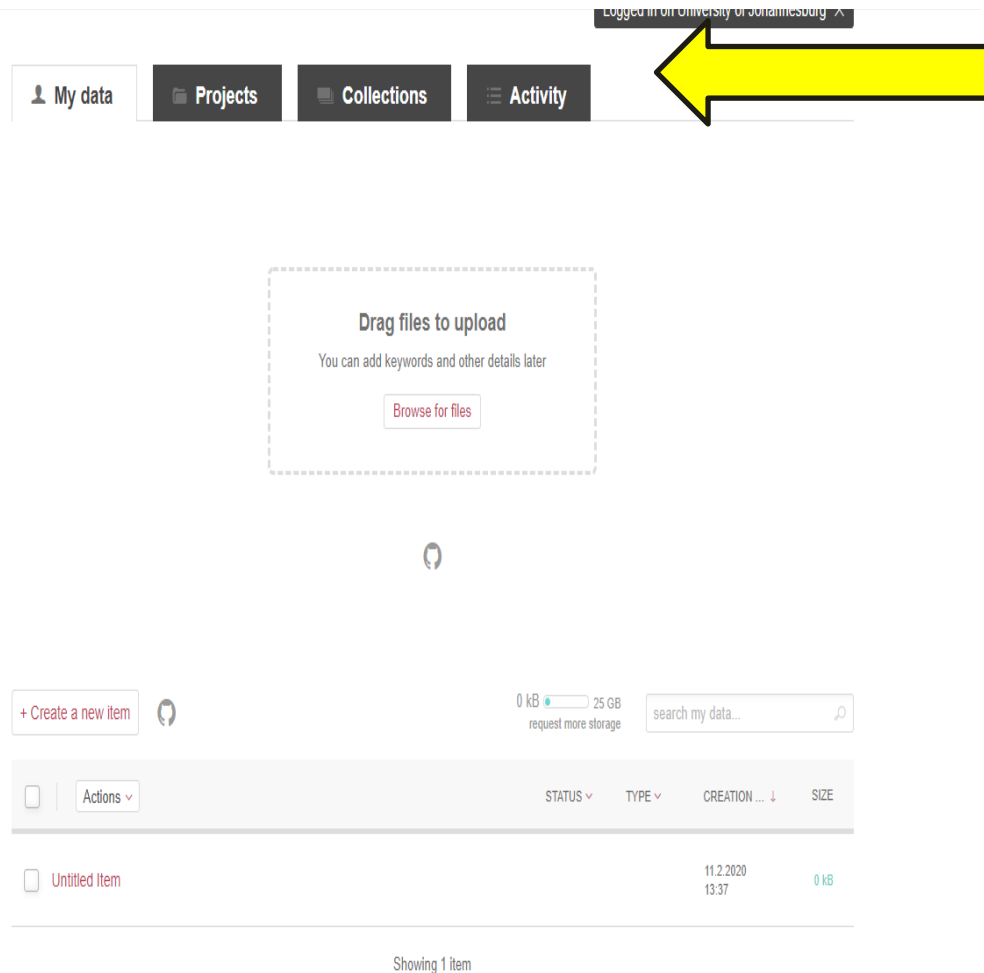 Logged in on University of Johannesburg X
My data Projects Collections Activity
Drag files to upload
You can add keywords and other details later
Browse for files
+ Create a new item 0 kB 25 GB search my data...
request more storage
Actions STATUS TYPE CREATION ... ↓ SIZE
Untitled Item 11.2.2020 0 kB
13:37
Showing 1 item